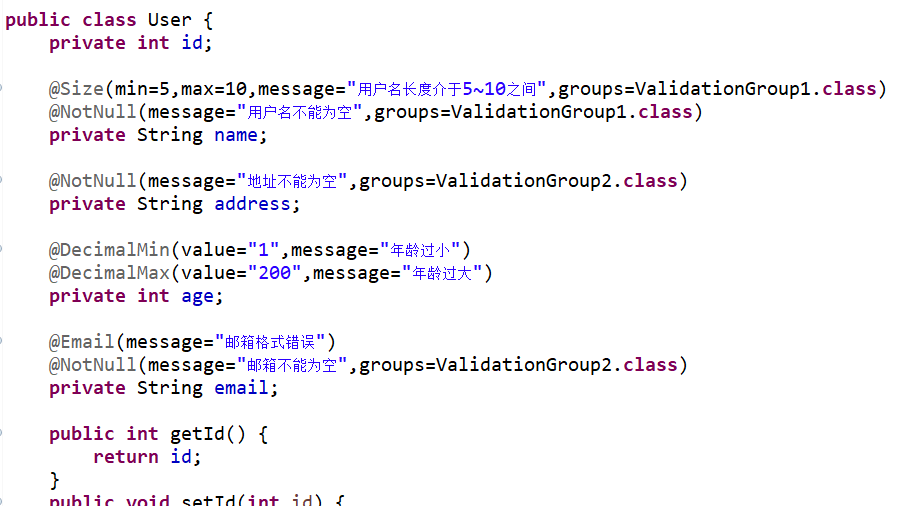 public class User {
private int id;
@Size(min=5,max=10,message="用户名长度介于5~10之间",groups=ValidationGroup1.class)
@NotNull(message="用户名不能为空",groups=ValidationGroup1.class)
private String name;
@NotNull(message="地址不能为空",groups=ValidationGroup2.class)
private String address;
@DecimalMin(value="1",message="年龄过小")
@DecimalMax(value="200",message="年龄过大")
private int age;
@Email(message="邮箱格式错误")
@NotNull(message="邮箱不能为空",groups=ValidationGroup2.class)
private String email;
public int getId() {
return id;
}
public void setId(int id) {